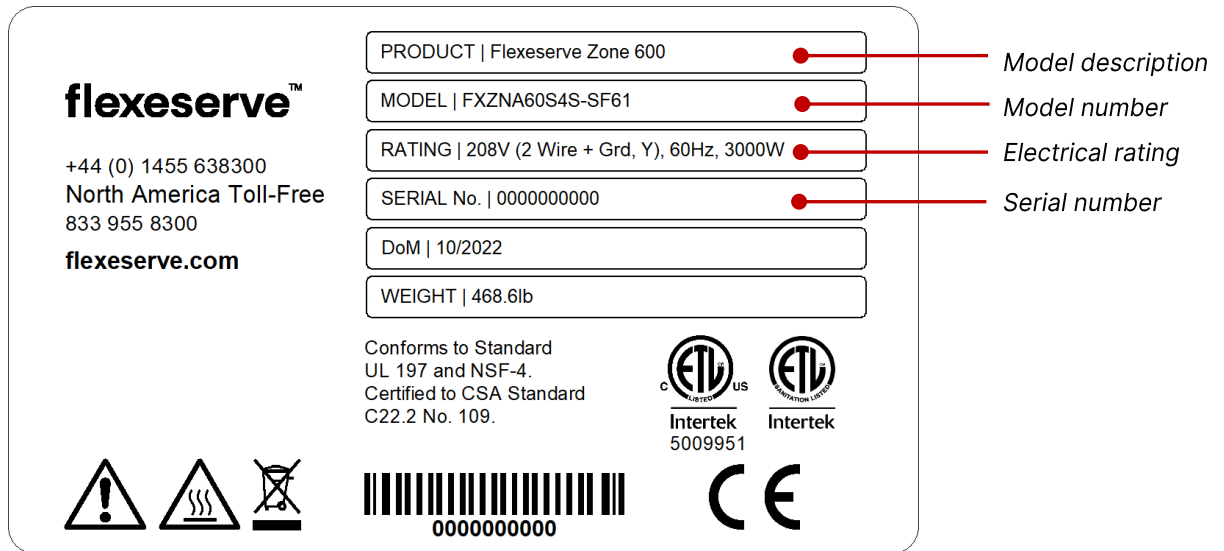 flexeserve™
+44 (0) 1455 638300
North America Toll-Free
833 955 8300
flexeserve.com
PRODUCT | Flexeserve Zone 600
MODEL | FXZNA60S4S-SF61
RATING | 208V (2 Wire + Grd, Y), 60Hz, 3000W
SERIAL No. | 0000000000
DoM | 10/2022
WEIGHT | 468.6lb
Model description
Model number
Electrical rating
Serial number
Conforms to Standard
UL 197 and NSF-4.
Certified to CSA Standard
C22.2 No. 109.
ETL
C US
LISTED
Intertek
5009951
ETL
SANITATION LISTED
Intertek
0000000000
CE